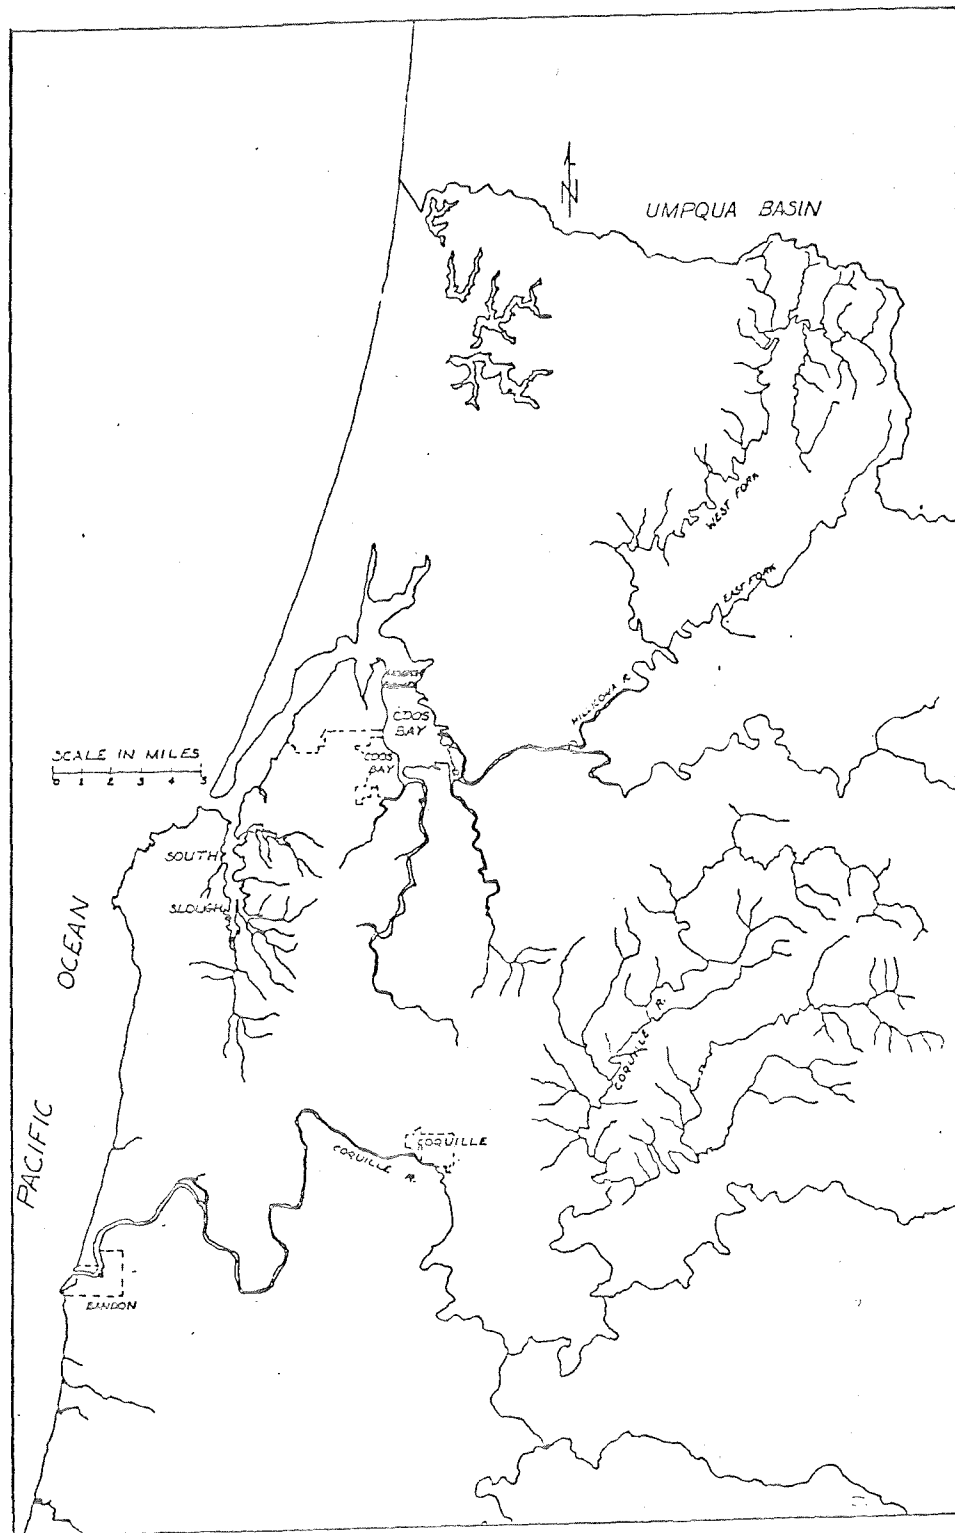 N
UMPQUA BASIN
WEST FORK
EAST FORK
MILLICOMA R.
COOS
BAY
COOS
BAY
SCALE IN MILES
0 1 2 3 4 5
SOUTH
SLOUGH
PACIFIC OCEAN
COQUILLE R.
COQUILLE
COQUILLE R.
BANDON